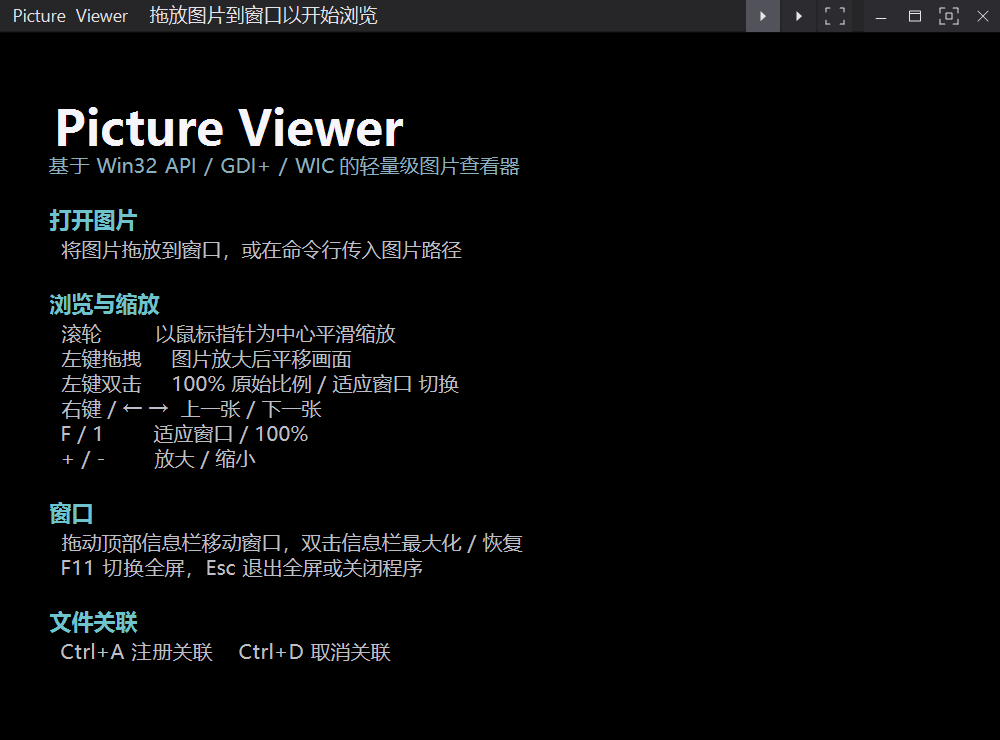 Picture Viewer 拖放图片到窗口以开始浏览
Picture Viewer
基于 Win32 API / GDI+ / WIC 的轻量级图片查看器
打开图片
将图片拖放到窗口，或在命令行传入图片路径
浏览与缩放
滚轮 以鼠标指针为中心平滑缩放
左键拖拽 图片放大后平移画面
左键双击 100% 原始比例 / 适应窗口 切换
右键 / ← → 上一张 / 下一张
F / 1 适应窗口 / 100%
+ / - 放大 / 缩小
窗口
拖动顶部信息栏移动窗口，双击信息栏最大化 / 恢复
F11 切换全屏，Esc 退出全屏或关闭程序
文件关联
Ctrl+A 注册关联 Ctrl+D 取消关联